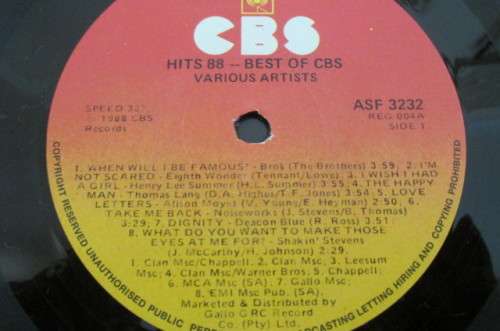 CBS
HITS 88 — BEST OF CBS
VARIOUS ARTISTS
SPEED 33⅓
℗ 1988 CBS
Records
ASF 3232
REG 004A
SIDE 1
1. WHEN WILL I BE FAMOUS? - Bros (The Brothers) 3:59; 2. I'M
NOT SCARED - Eighth Wonder (Tennant/Lowe) 3. I WISH I HAD
A GIRL - Henry Lee Summer (H.L. Summer) 3:55; 4. THE HAPPY
MAN - Thomas Lang (D.A. Highus/T.E. Jones) 3:54; 5. LOVE
LETTERS - Alison Moyet (V. Young/E. Heyman) 2:50; 6.
TAKE ME BACK - Noiseworks (J. Stevens/B. Thomas)
3:29; 7. DIGNITY - Deacon Blue (R. Ross) 3:51
8. WHAT DO YOU WANT TO MAKE THOSE
EYES AT ME FOR? - Shakin' Stevens
(J. McCarthy/H. Johnson) 2:29.
1. Clan Msc/Chappell; 2. Clan Msc; 3. Leesum
Msc; 4. Clan Msc/Warner Bros; 5. Chappell;
6. MCA Msc (SA); 7. Gallo Msc;
8. EMI Msc Pub. (SA).
Marketed & Distributed by
Gallo GRC Record
Co (Pty) Ltd.
COPYRIGHT RESERVED UNAUTHORISED PUBLIC BROADCASTING LETTING HIRING AND COPYING PROHIBITED